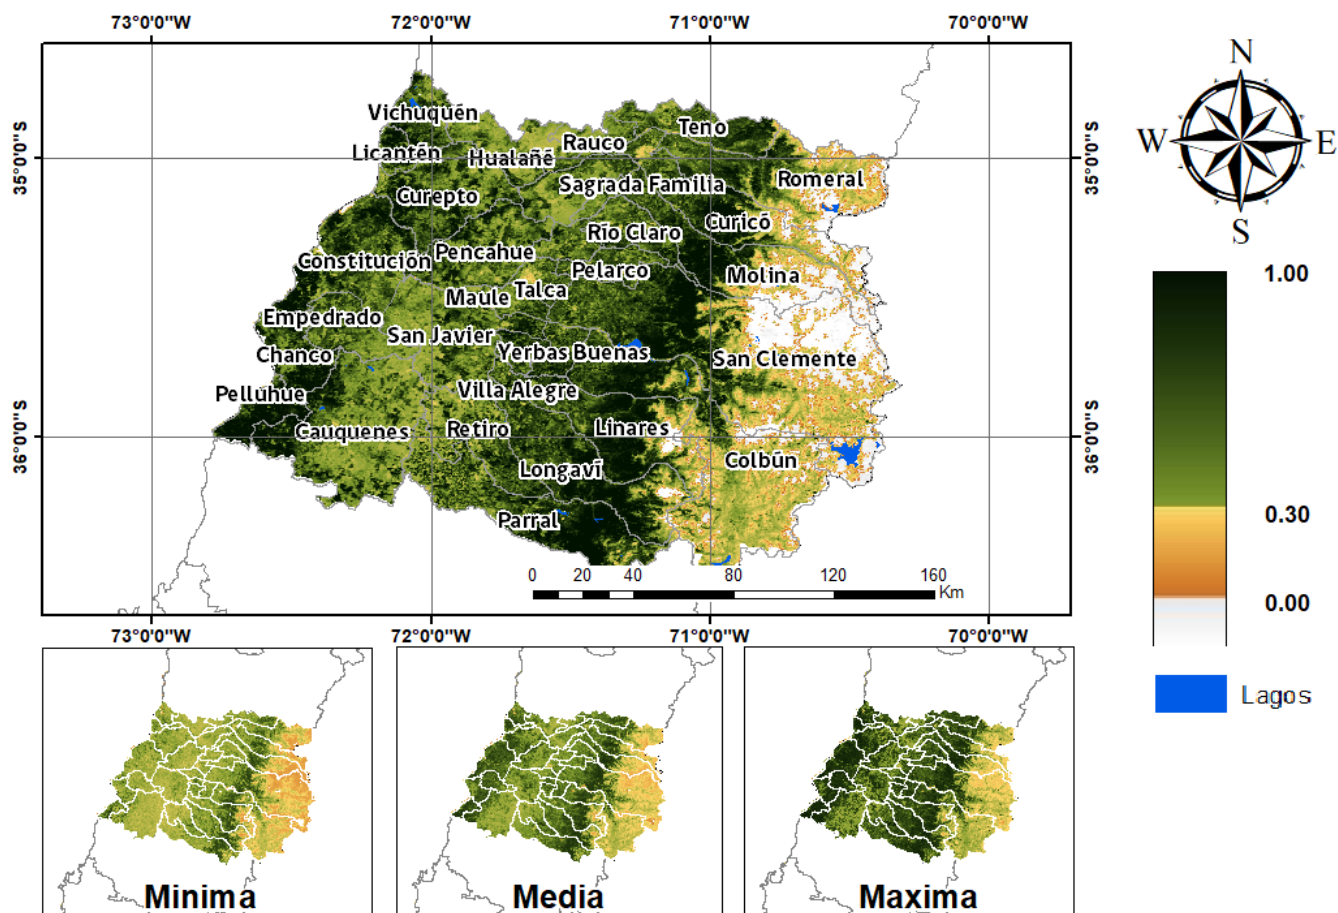 73°0'0"W 72°0'0"W 71°0'0"W 70°0'0"W
N
W E
S
35°0'0"S
35°0'0"S
36°0'0"S
36°0'0"S
Vichuquén
Teno
Licantén
Hualañé
Rauco
Romeral
Sagrada Familia
Curepto
Curicó
Río Claro
Pencahue
Constitución
Pelarco
Molina
Talca
Maule
Empedrado
San Javier
Yerbas Buenas
Chanco
San Clemente
Pelluhue
Villa Alegre
Cauquenes
Retiro
Linares
Longaví
Colbún
Parral
0 20 40 80 120 160
Km
73°0'0"W 72°0'0"W 71°0'0"W 70°0'0"W
1.00
0.30
0.00
Lagos
Minima
Media
Maxima